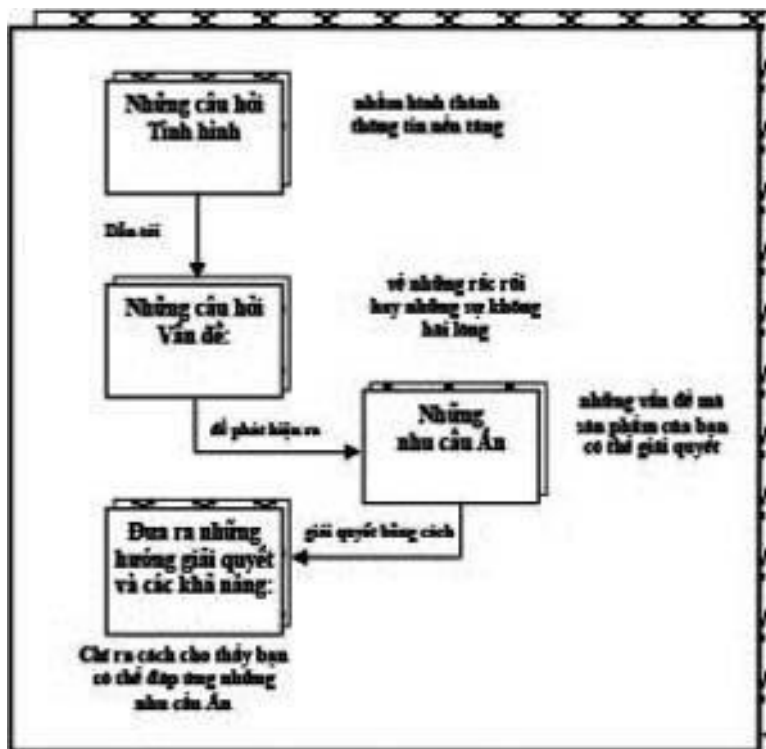 Những câu hỏi
Tình hình
nhằm hình thành
thông tin nền tảng
Dẫn tới
Những câu hỏi
Vấn đề:
về những rắc rối
hay những sự không
hài lòng
để phát hiện ra
Những
nhu cầu Ẩn
những vấn đề mà
sản phẩm của bạn
có thể giải quyết
giải quyết bằng cách
Đưa ra những
hướng giải quyết
và các khả năng:
Chỉ ra cách cho thấy bạn
có thể đáp ứng những
nhu cầu Ẩn